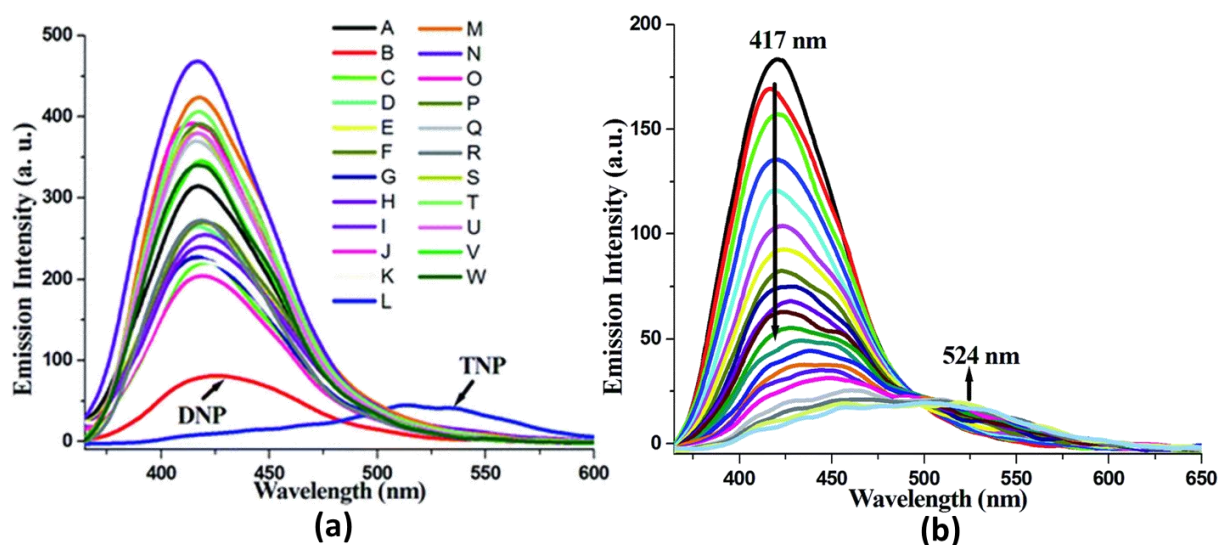 500
400
300
200
100
0
Emission Intensity (a. u.)
A M
B N
C O
D P
E Q
F R
G S
H T
I U
J V
K W
L
DNP
TNP
400 450 500 550 600
Wavelength (nm)
(a)
200
150
100
50
0
Emission Intensity (a.u.)
417 nm
524 nm
400 450 500 550 600 650
Wavelength (nm)
(b)